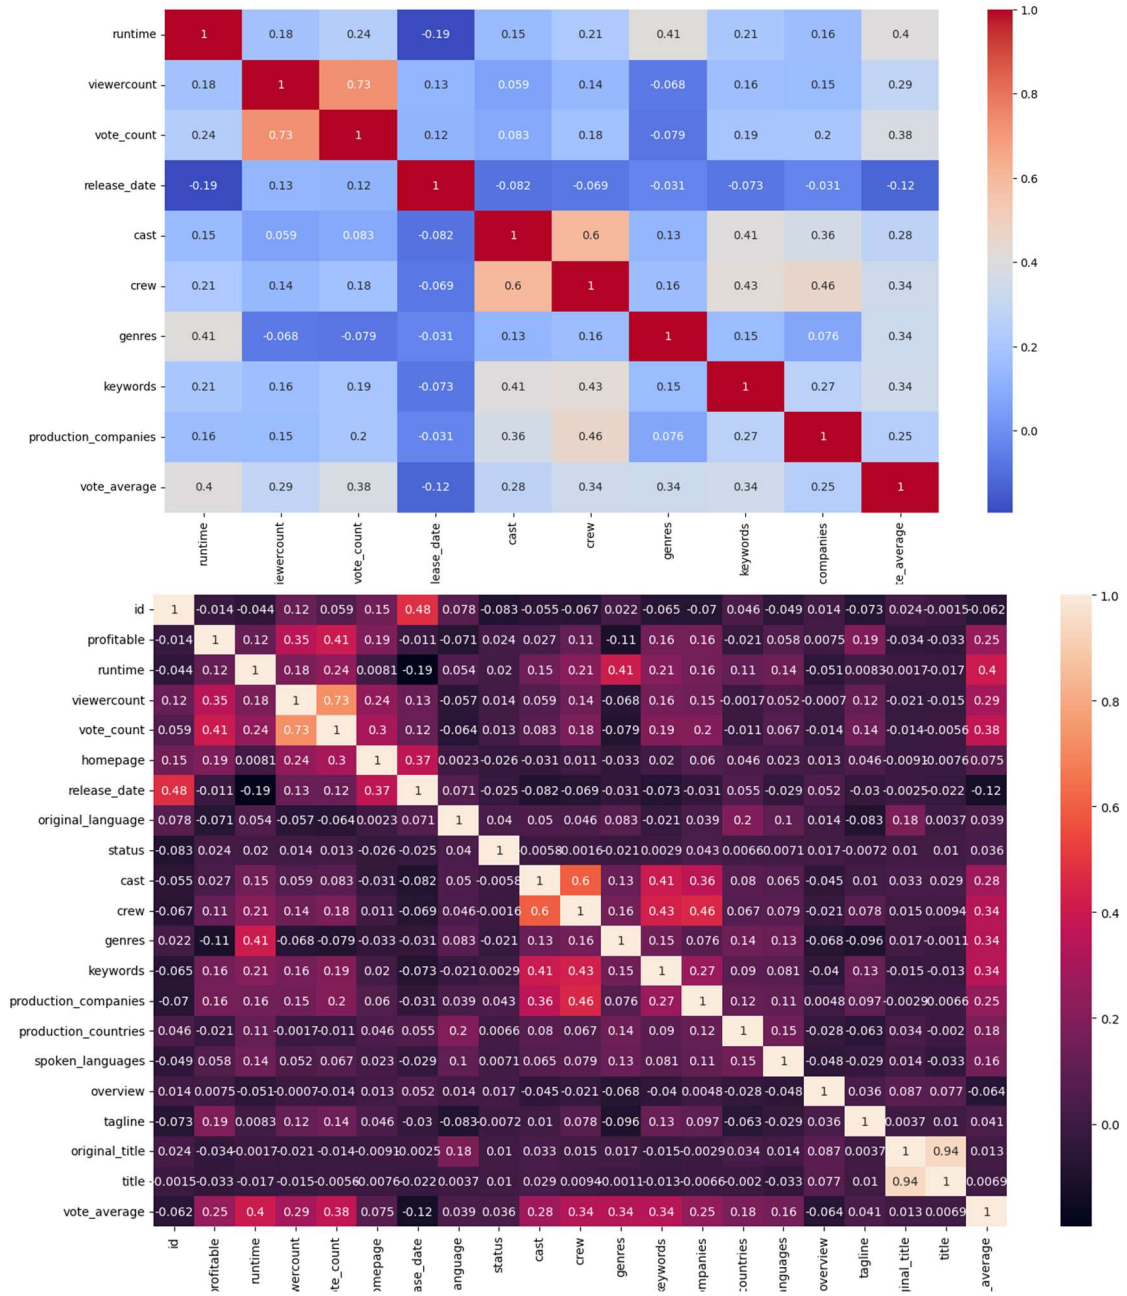 runtime 1 0.18 0.24 -0.19 0.15 0.21 0.41 0.21 0.16 0.4 1.0
viewercount 0.18 1 0.73 0.13 0.059 0.14 -0.068 0.16 0.15 0.29 0.8
vote_count 0.24 0.73 1 0.12 0.083 0.18 -0.079 0.19 0.2 0.38
release_date -0.19 0.13 0.12 1 -0.082 -0.069 -0.031 -0.073 -0.031 -0.12 0.6
cast 0.15 0.059 0.083 -0.082 1 0.6 0.13 0.41 0.36 0.28 0.4
crew 0.21 0.14 0.18 -0.069 0.6 1 0.16 0.43 0.46 0.34
genres 0.41 -0.068 -0.079 -0.031 0.13 0.16 1 0.15 0.076 0.34 0.2
keywords 0.21 0.16 0.19 -0.073 0.41 0.43 0.15 1 0.27 0.34
production_companies 0.16 0.15 0.2 -0.031 0.36 0.46 0.076 0.27 1 0.25 0.0
vote_average 0.4 0.29 0.38 -0.12 0.28 0.34 0.34 0.34 0.25 1
runtime iewercount vote_count lease_date cast crew genres keywords companies te_average
id 1 -0.014 -0.044 0.12 0.059 0.15 0.48 0.078 -0.083 -0.055 -0.067 0.022 -0.065 -0.07 0.046 -0.049 0.014 -0.073 0.024 -0.0015 -0.062 1.0
profitable -0.014 1 0.12 0.35 0.41 0.19 -0.011 -0.071 0.024 0.027 0.11 -0.11 0.16 0.16 -0.021 0.058 0.0075 0.19 -0.034 -0.033 0.25
runtime -0.044 0.12 1 0.18 0.24 0.0081 -0.19 0.054 0.02 0.15 0.21 0.41 0.21 0.16 0.11 0.14 -0.051 0.0083 -0.0017 -0.017 0.4
viewercount 0.12 0.35 0.18 1 0.73 0.24 0.13 -0.057 0.014 0.059 0.14 -0.068 0.16 0.15 -0.0017 0.052 -0.0007 0.12 -0.021 -0.015 0.29 0.8
vote_count 0.059 0.41 0.24 0.73 1 0.3 0.12 -0.064 0.013 0.083 0.18 -0.079 0.19 0.2 -0.011 0.067 -0.014 0.14 -0.014 -0.0056 0.38
homepage 0.15 0.19 0.0081 0.24 0.3 1 0.37 0.0023 -0.026 -0.031 0.011 -0.033 0.02 0.06 0.046 0.023 0.013 0.046 -0.0091 0.0076 0.075
release_date 0.48 -0.011 -0.19 0.13 0.12 0.37 1 0.071 -0.025 -0.082 -0.069 -0.031 -0.073 -0.031 0.055 -0.029 0.052 -0.03 0.0025 -0.022 -0.12 0.6
original_language 0.078 -0.071 0.054 -0.057 -0.064 0.0023 0.071 1 0.04 0.05 0.046 0.083 -0.021 0.039 0.2 0.1 0.014 -0.083 0.18 0.0037 0.039
status -0.083 0.024 0.02 0.014 0.013 -0.026 -0.025 0.04 1 -0.0058 0.0016 -0.021 0.0029 0.043 0.0066 0.0071 0.017 -0.0072 0.01 0.01 0.036
cast -0.055 0.027 0.15 0.059 0.083 -0.031 -0.082 0.05 -0.0058 1 0.6 0.13 0.41 0.36 0.08 0.065 -0.045 0.01 0.033 0.029 0.28
crew -0.067 0.11 0.21 0.14 0.18 0.011 -0.069 0.046 -0.0016 0.6 1 0.16 0.43 0.46 0.067 0.079 -0.021 0.078 0.015 0.0094 0.34 0.4
genres 0.022 -0.11 0.41 -0.068 -0.079 -0.033 -0.031 0.083 -0.021 0.13 0.16 1 0.15 0.076 0.14 0.13 -0.068 -0.096 0.017 -0.0011 0.34
keywords -0.065 0.16 0.21 0.16 0.19 0.02 -0.073 -0.021 0.0029 0.41 0.43 0.15 1 0.27 0.09 0.081 -0.04 0.13 -0.015 -0.013 0.34
production_companies -0.07 0.16 0.16 0.15 0.2 0.06 -0.031 0.039 0.043 0.36 0.46 0.076 0.27 1 0.12 0.11 0.0048 0.097 -0.0029 0.0066 0.25 0.2
production_countries 0.046 -0.021 0.11 -0.0017 -0.011 0.046 0.055 0.2 0.0066 0.08 0.067 0.14 0.09 0.12 1 0.15 -0.028 -0.063 0.034 -0.002 0.18
spoken_languages -0.049 0.058 0.14 0.052 0.067 0.023 -0.029 0.1 0.0071 0.065 0.079 0.13 0.081 0.11 0.15 1 -0.048 -0.029 0.014 -0.033 0.16
overview 0.014 0.0075 -0.051 -0.0007 -0.014 0.013 0.052 0.014 0.017 -0.045 -0.021 -0.068 -0.04 0.0048 -0.028 -0.048 1 0.036 0.087 0.077 -0.064
tagline -0.073 0.19 0.0083 0.12 0.14 0.046 -0.03 -0.083 -0.0072 0.01 0.078 -0.096 0.13 0.097 -0.063 -0.029 0.036 1 0.0037 0.01 0.041 0.0
original_title 0.024 -0.034 -0.0017 -0.021 -0.014 -0.0091 0.0025 0.18 0.01 0.033 0.015 0.017 -0.015 -0.0029 0.034 0.014 0.087 0.0037 1 0.94 0.013
title 0.0015 -0.033 -0.017 -0.015 -0.0056 0.0076 -0.022 0.0037 0.01 0.029 0.0094 -0.0011 -0.013 -0.0066 -0.002 -0.033 0.077 0.01 0.94 1 0.0069
vote_average -0.062 0.25 0.4 0.29 0.38 0.075 -0.12 0.039 0.036 0.28 0.34 0.34 0.34 0.25 0.18 0.16 -0.064 0.041 0.013 0.0069 1
id profitable runtime wercount te_count omepage ase_date anguage status cast crew genres keywords ompanies countries anguages overview tagline ginal_title title _average